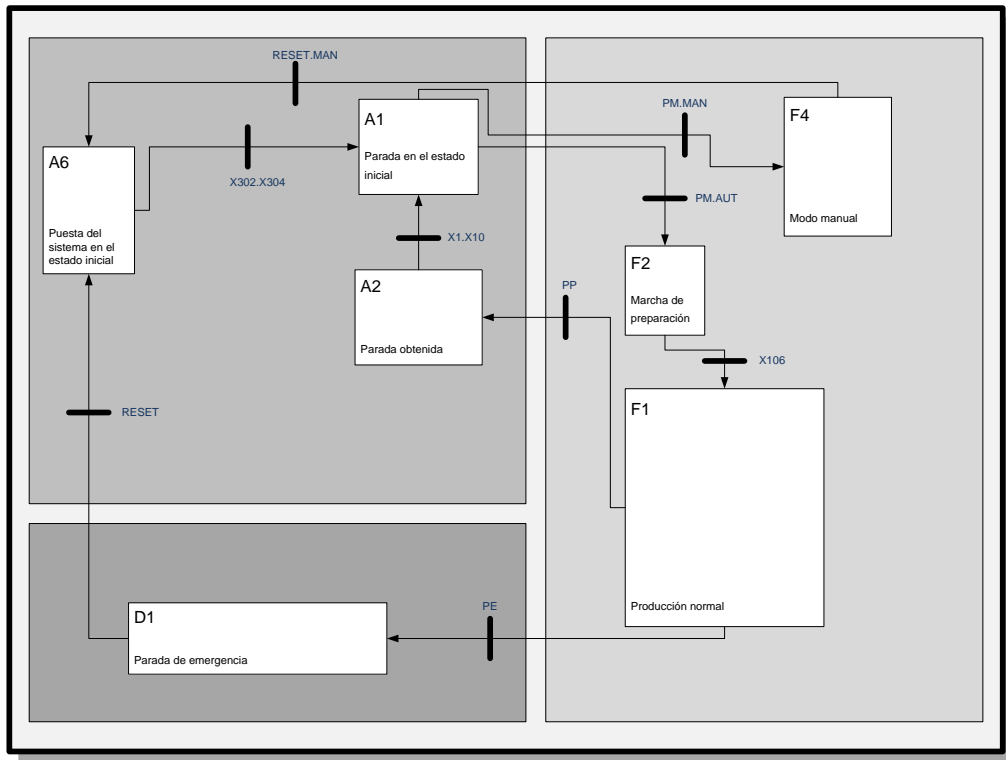 RESET.MAN
PM.MAN
A1
Parada en el estado
inicial
F4
Modo manual
A6
Puesta del
sistema en el
estado inicial
X302.X304
PM.AUT
X1.X10
F2
Marcha de
preparación
A2
Parada obtenida
PP
X106
F1
Producción normal
RESET
D1
Parada de emergencia
PE